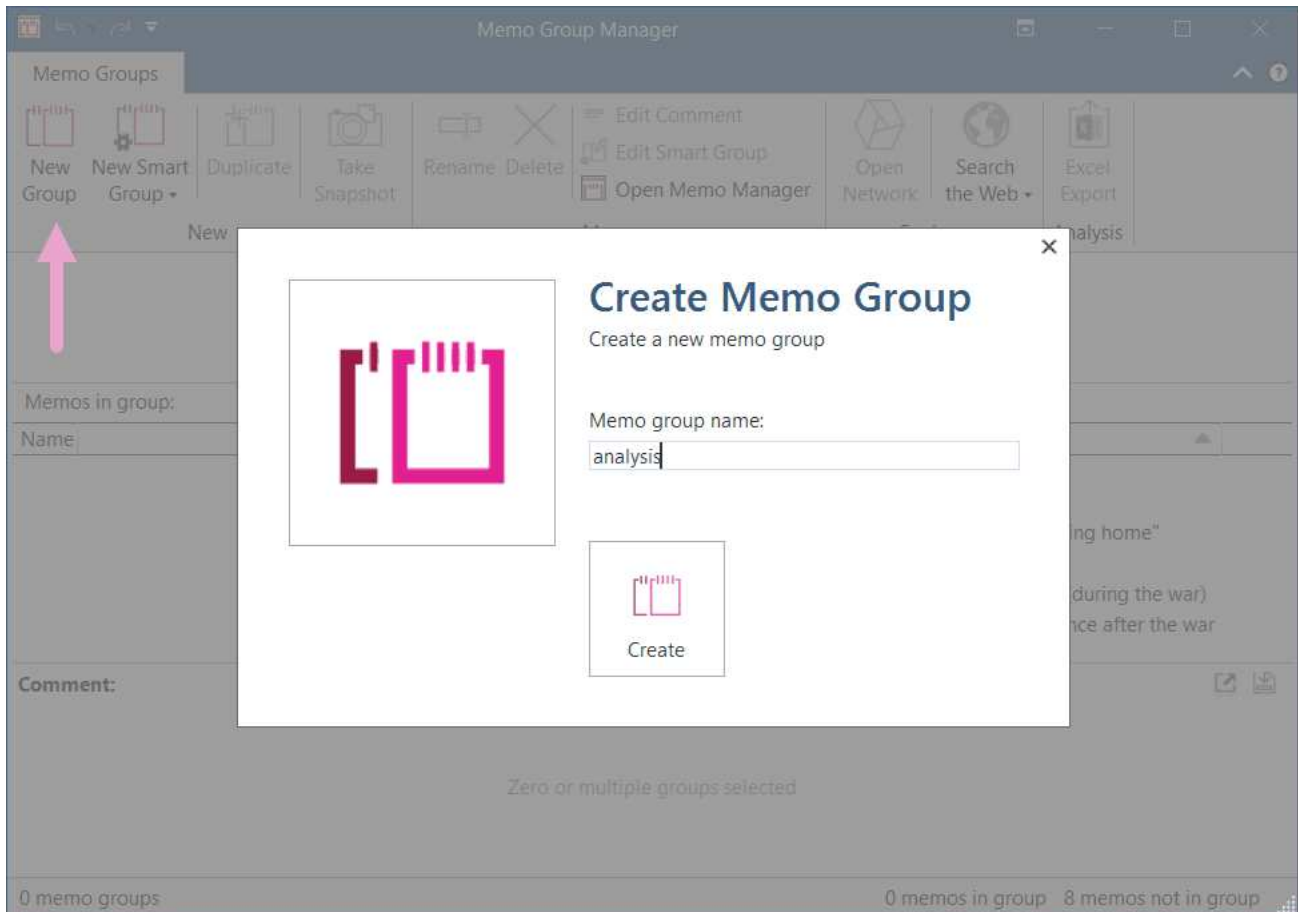 Memo Group Manager
Memo Groups
New Group
New Smart Group
Duplicate
Take Snapshot
Rename
Delete
Edit Comment
Edit Smart Group
Open Memo Manager
Open Network
Search the Web
Excel Export
New
Analysis
Create Memo Group
Create a new memo group
Memo group name:
analysis
Create
Memos in group:
Name
ing home"
during the war)
nce after the war
Comment:
Zero or multiple groups selected
0 memo groups
0 memos in group 8 memos not in group